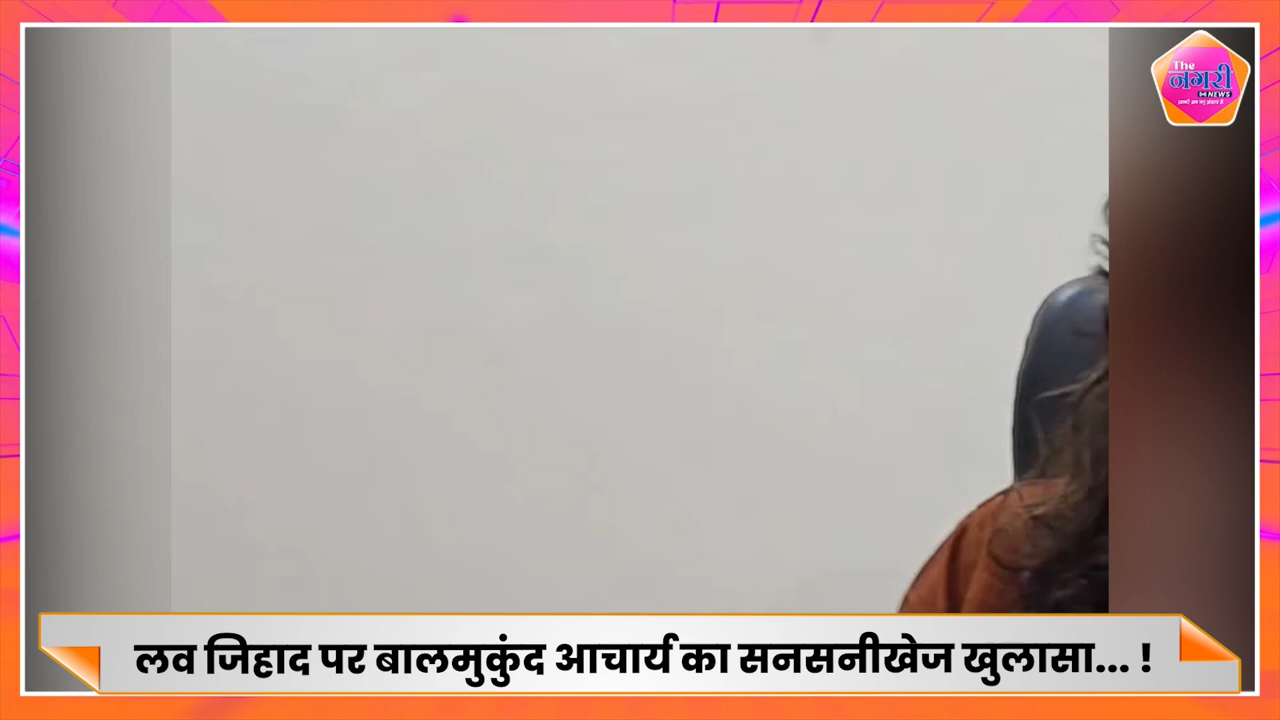 The
नगरी
NEWS
लव जिहाद पर बालमुकुंद आचार्य का सनसनीखेज खुलासा... !